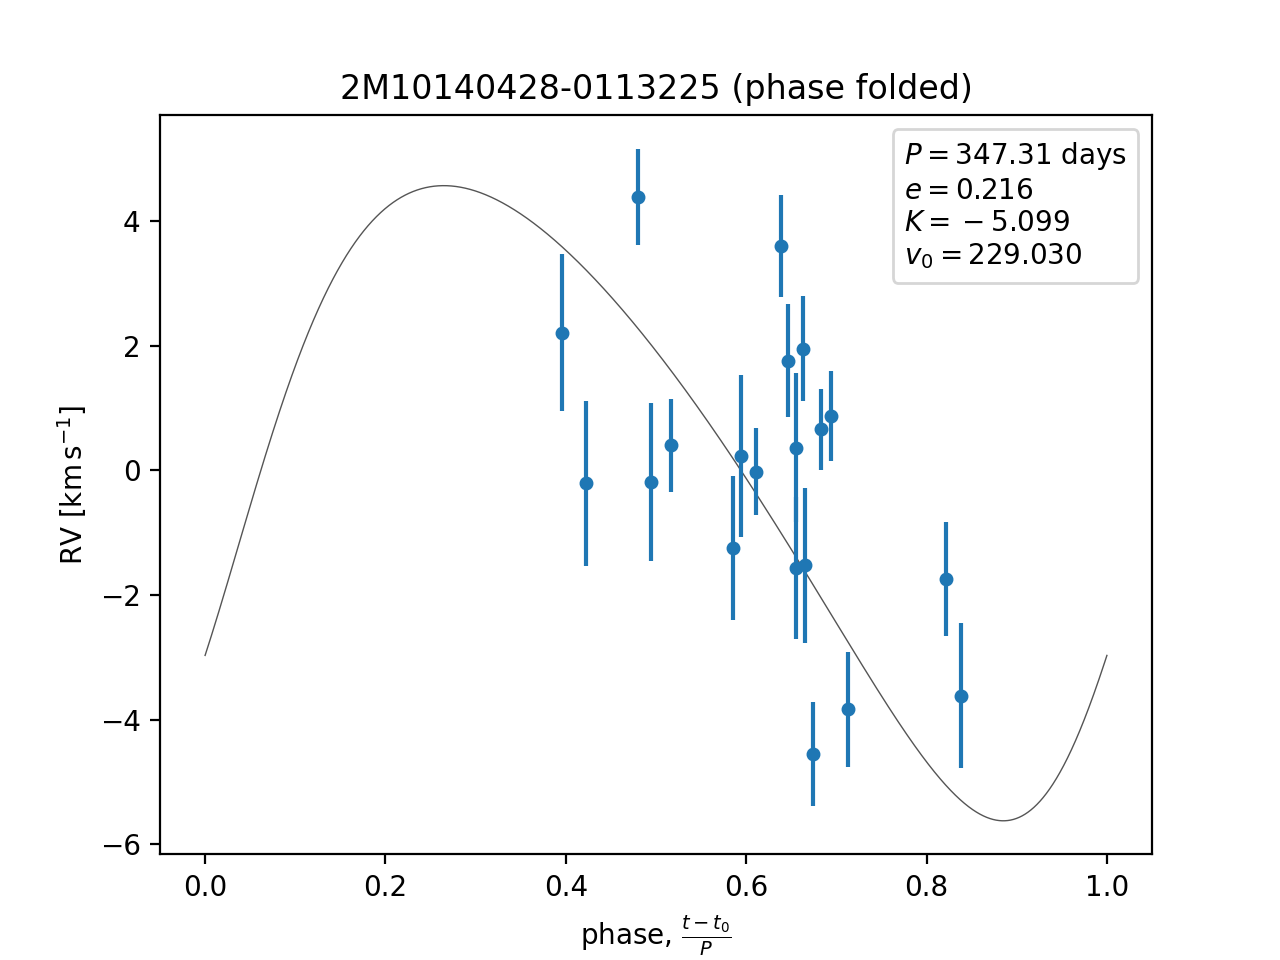 2M10140428-0113225 (phase folded)
P = 347.31 days
e = 0.216
K = −5.099
v₀ = 229.030
4
2
0
−2
−4
−6
RV [km s⁻¹]
0.0 0.2 0.4 0.6 0.8 1.0
phase, (t − t₀)/P